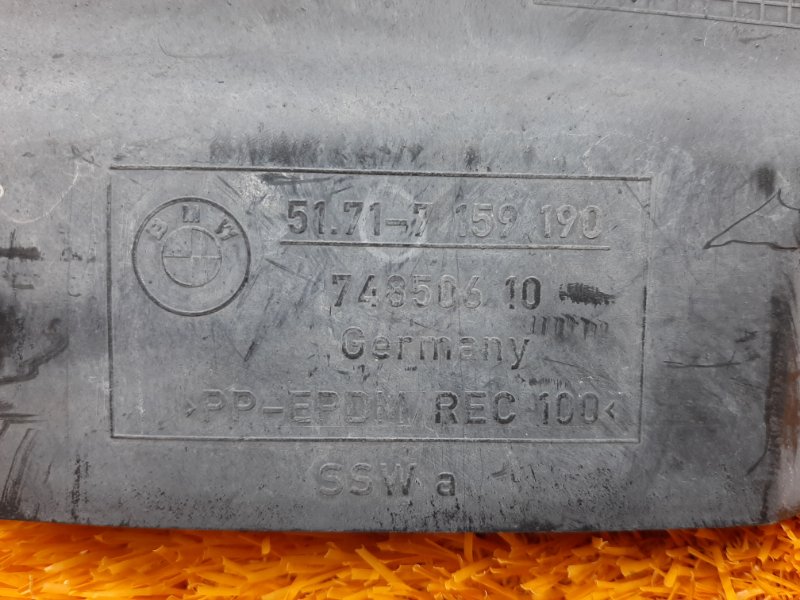 BMW
51.71-7 159 190
748506 10
Germany
>PP-EPDM REC 100<
SSW a